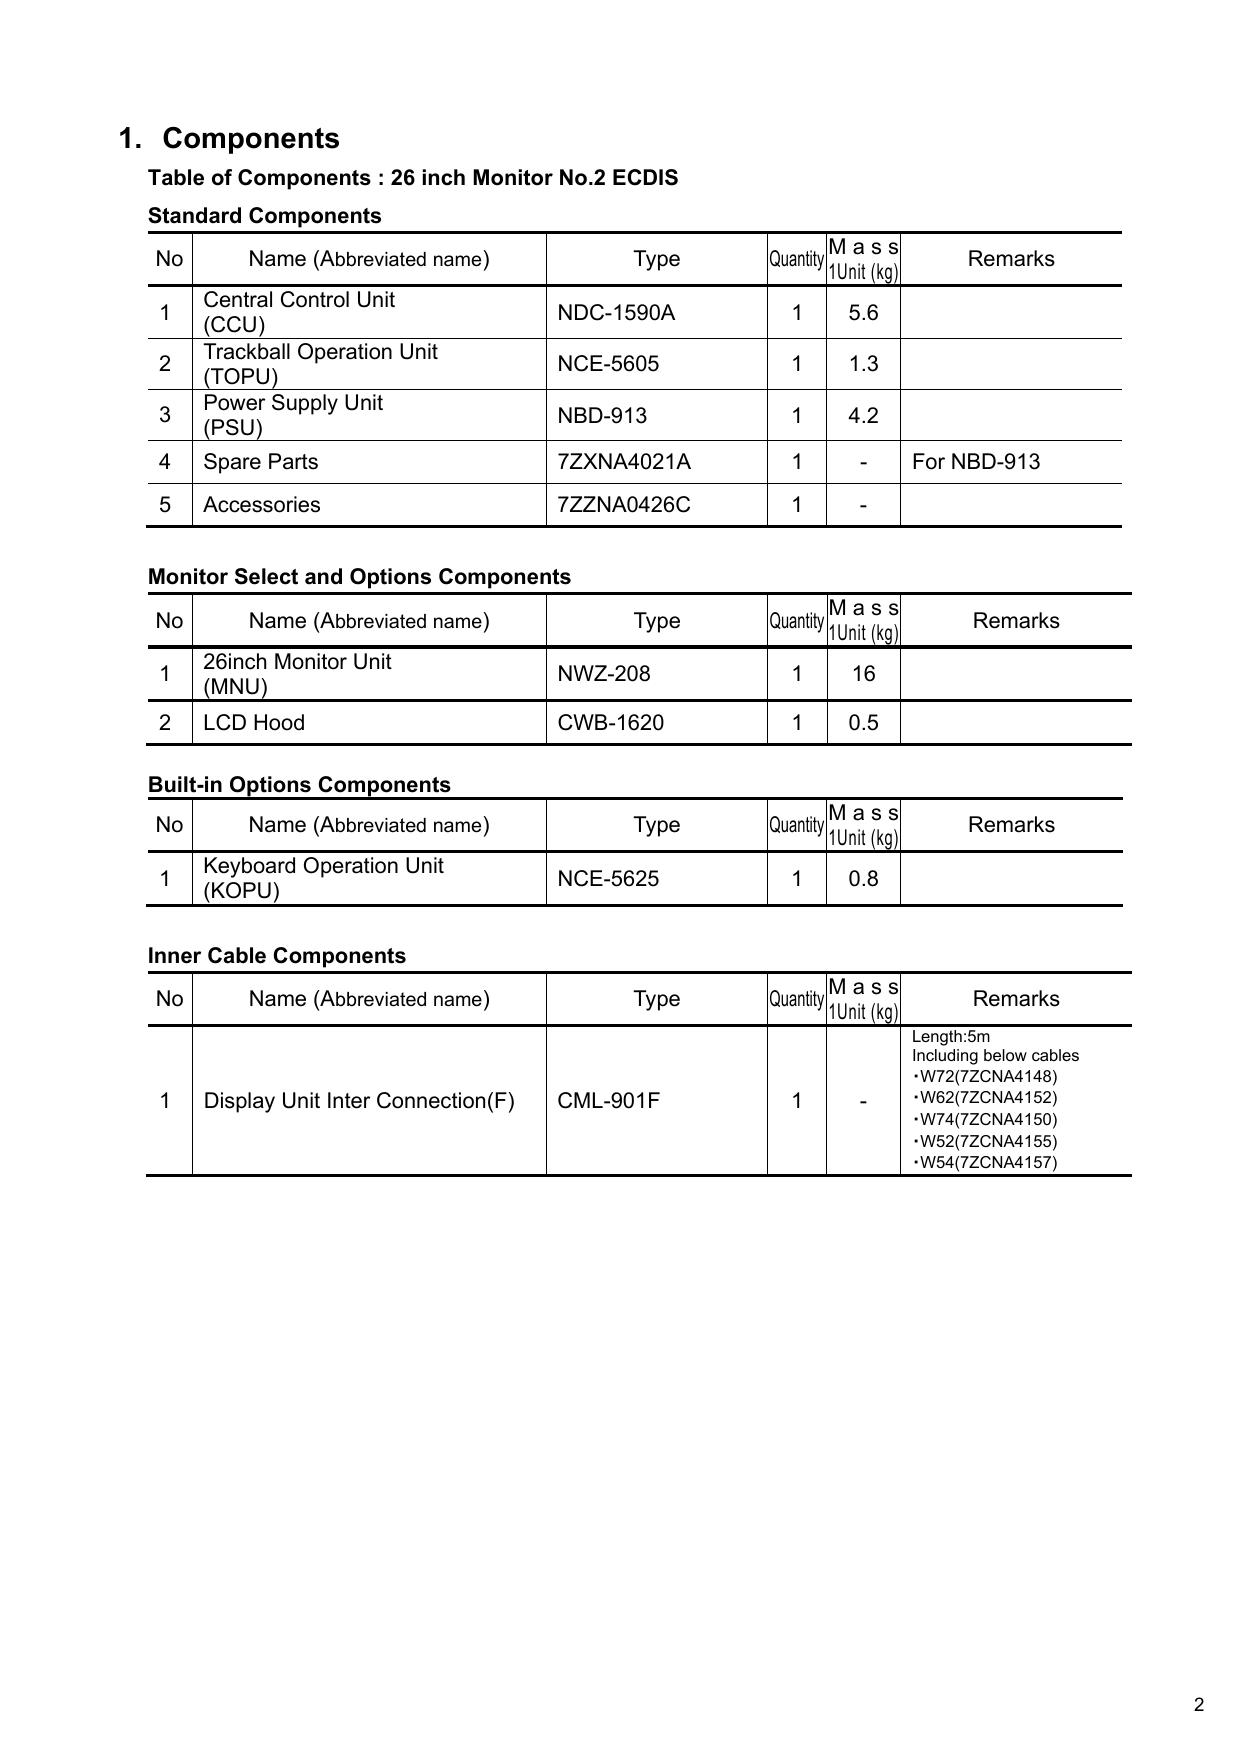 1. Components
Table of Components : 26 inch Monitor No.2 ECDIS
Standard Components
No Name (Abbreviated name) Type Quantity Mass 1Unit (kg) Remarks
1 Central Control Unit (CCU) NDC-1590A 1 5.6
2 Trackball Operation Unit (TOPU) NCE-5605 1 1.3
3 Power Supply Unit (PSU) NBD-913 1 4.2
4 Spare Parts 7ZXNA4021A 1 - For NBD-913
5 Accessories 7ZZNA0426C 1 -
Monitor Select and Options Components
No Name (Abbreviated name) Type Quantity Mass 1Unit (kg) Remarks
1 26inch Monitor Unit (MNU) NWZ-208 1 16
2 LCD Hood CWB-1620 1 0.5
Built-in Options Components
No Name (Abbreviated name) Type Quantity Mass 1Unit (kg) Remarks
1 Keyboard Operation Unit (KOPU) NCE-5625 1 0.8
Inner Cable Components
No Name (Abbreviated name) Type Quantity Mass 1Unit (kg) Remarks
1 Display Unit Inter Connection(F) CML-901F 1 -
Length:5m
Including below cables
・W72(7ZCNA4148)
・W62(7ZCNA4152)
・W74(7ZCNA4150)
・W52(7ZCNA4155)
・W54(7ZCNA4157)
2